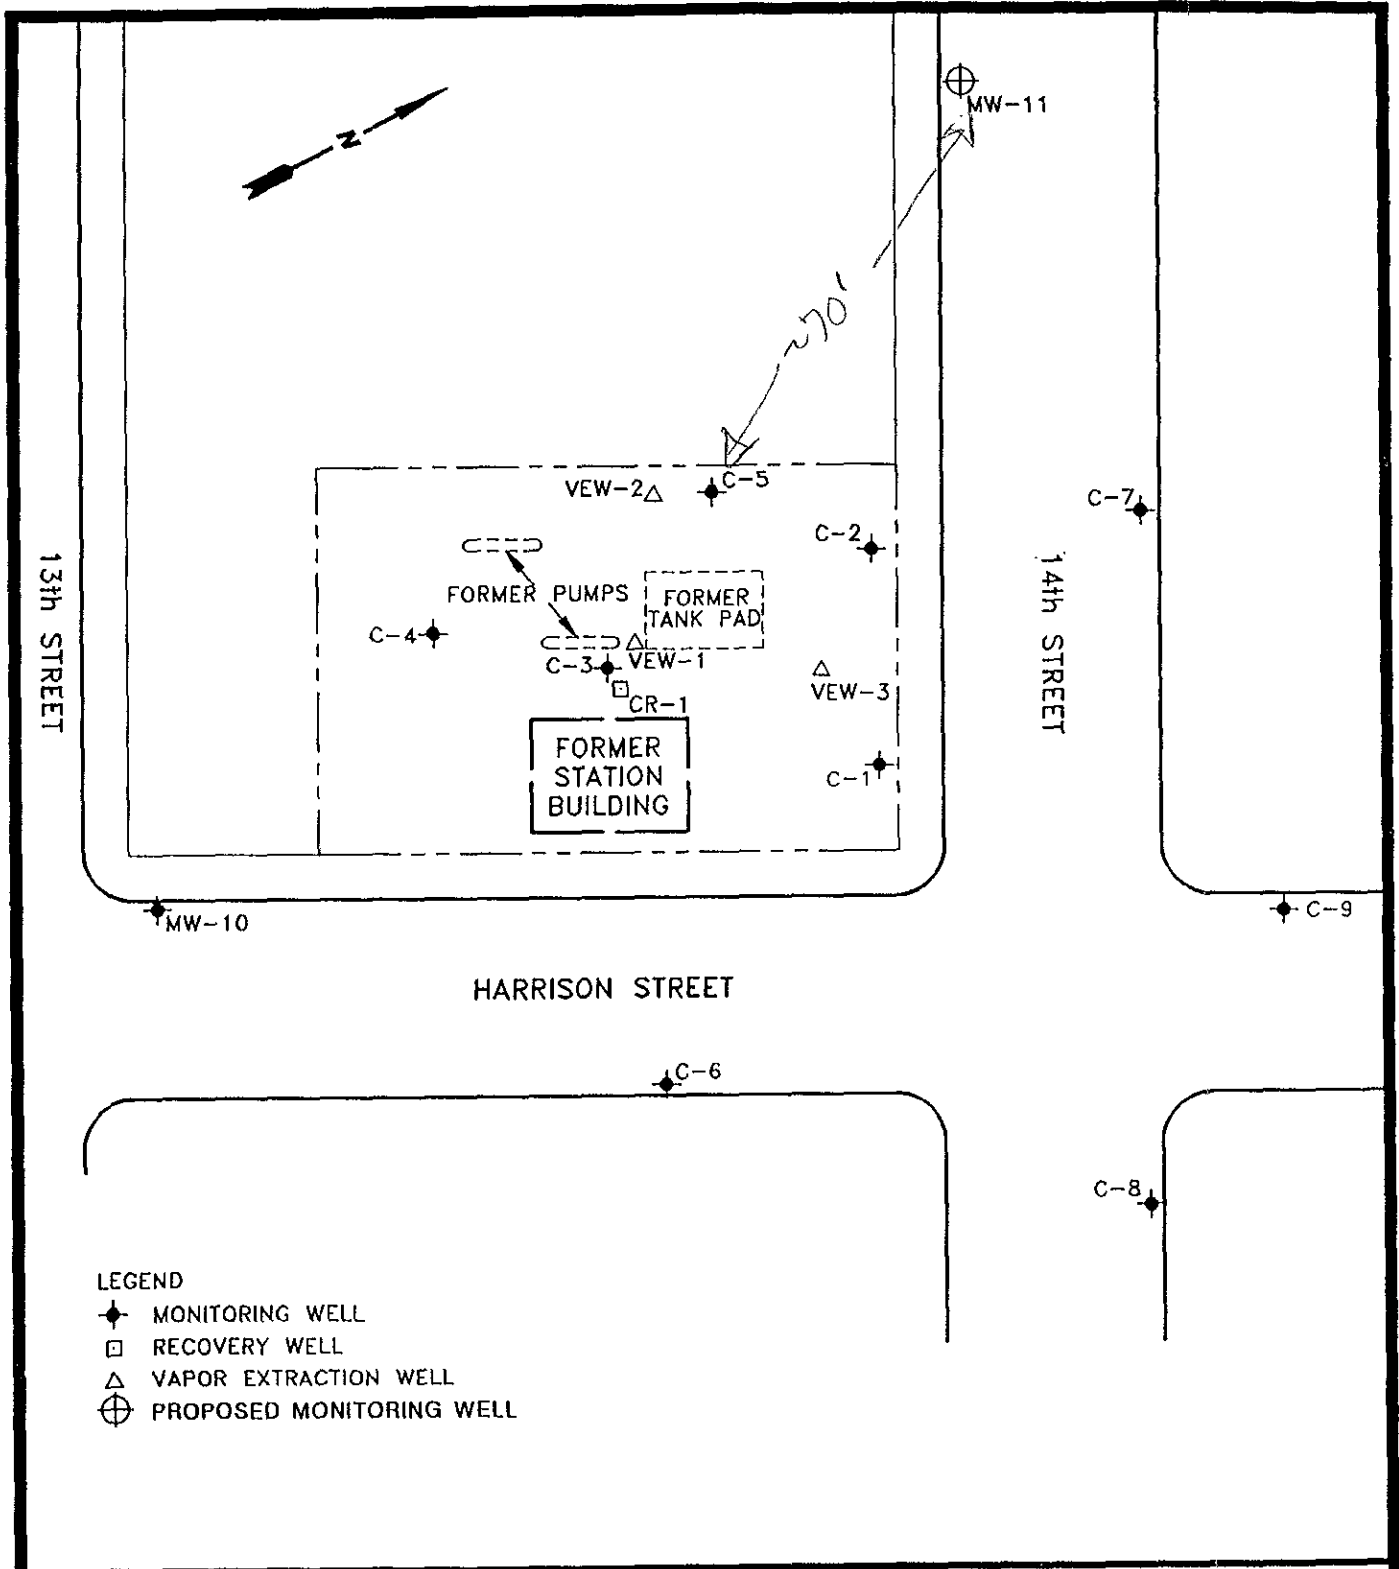 MW-11
N
~70'
VEW-2
C-5
C-7
C-2
13th STREET
14th STREET
FORMER PUMPS
FORMER
TANK PAD
C-4
C-3
VEW-1
VEW-3
CR-1
FORMER
STATION
BUILDING
C-1
MW-10
C-9
HARRISON STREET
C-6
C-8
LEGEND
MONITORING WELL
RECOVERY WELL
VAPOR EXTRACTION WELL
PROPOSED MONITORING WELL